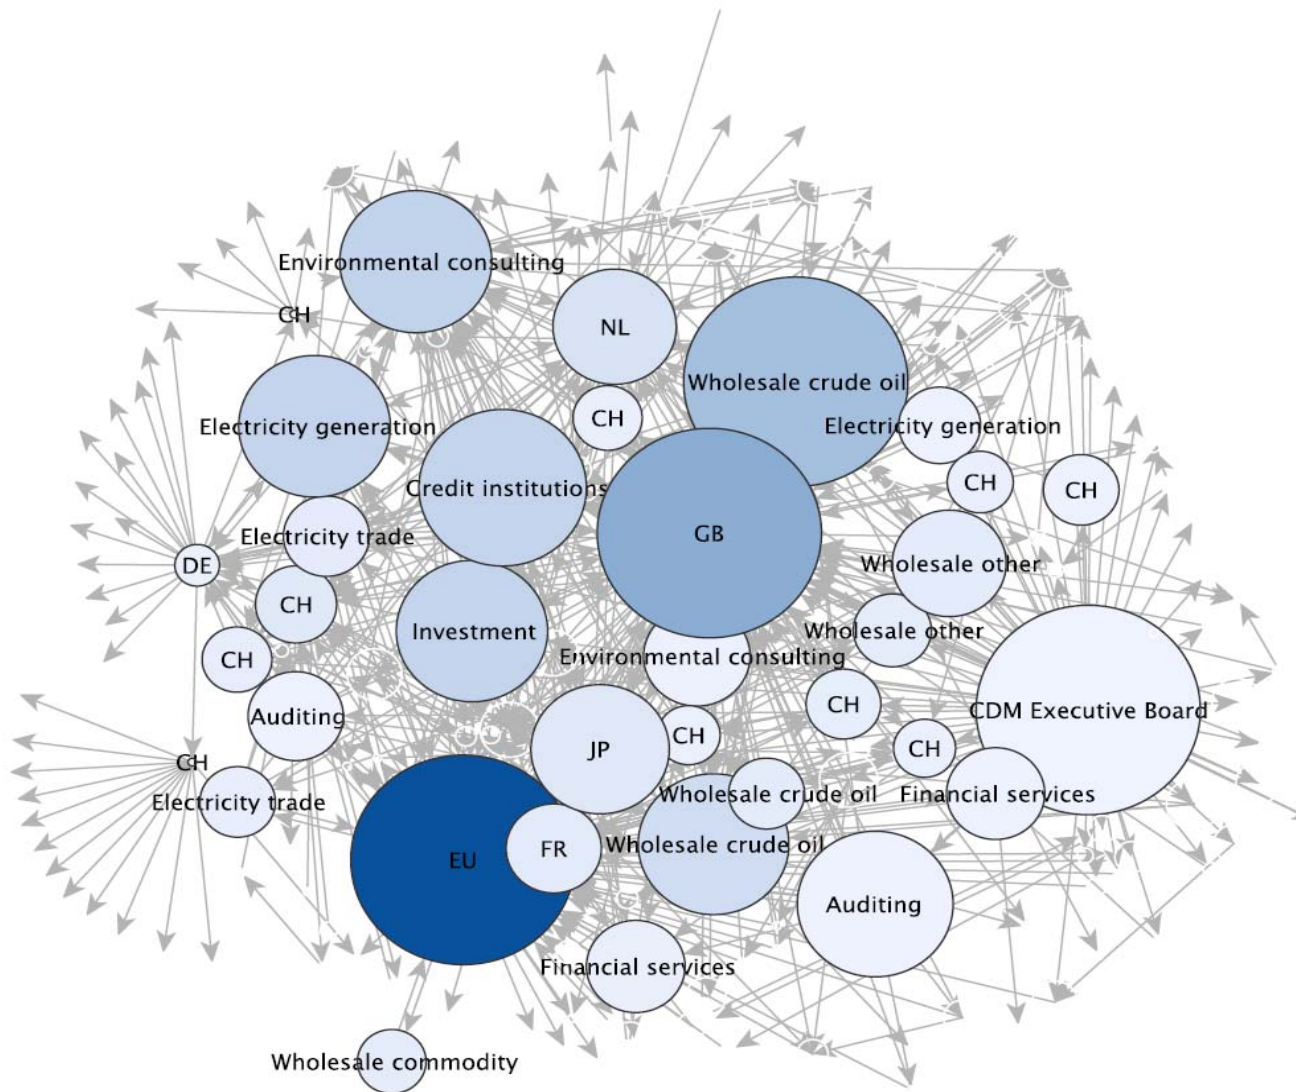 Environmental consulting
CH
NL
Wholesale crude oil
CH
Electricity generation
Electricity generation
Credit institutions
CH
CH
GB
Electricity trade
DE
Wholesale other
CH
Investment
Wholesale other
CH
Environmental consulting
CH
CDM Executive Board
Auditing
CH
JP
CH
CH
Electricity trade
Wholesale crude oil
Financial services
Wholesale crude oil
FR
EU
Auditing
Financial services
Wholesale commodity